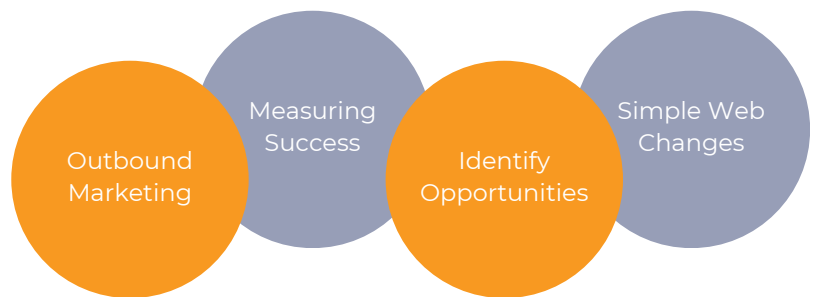 Outbound
Marketing
Measuring
Success
Identify
Opportunities
Simple Web
Changes